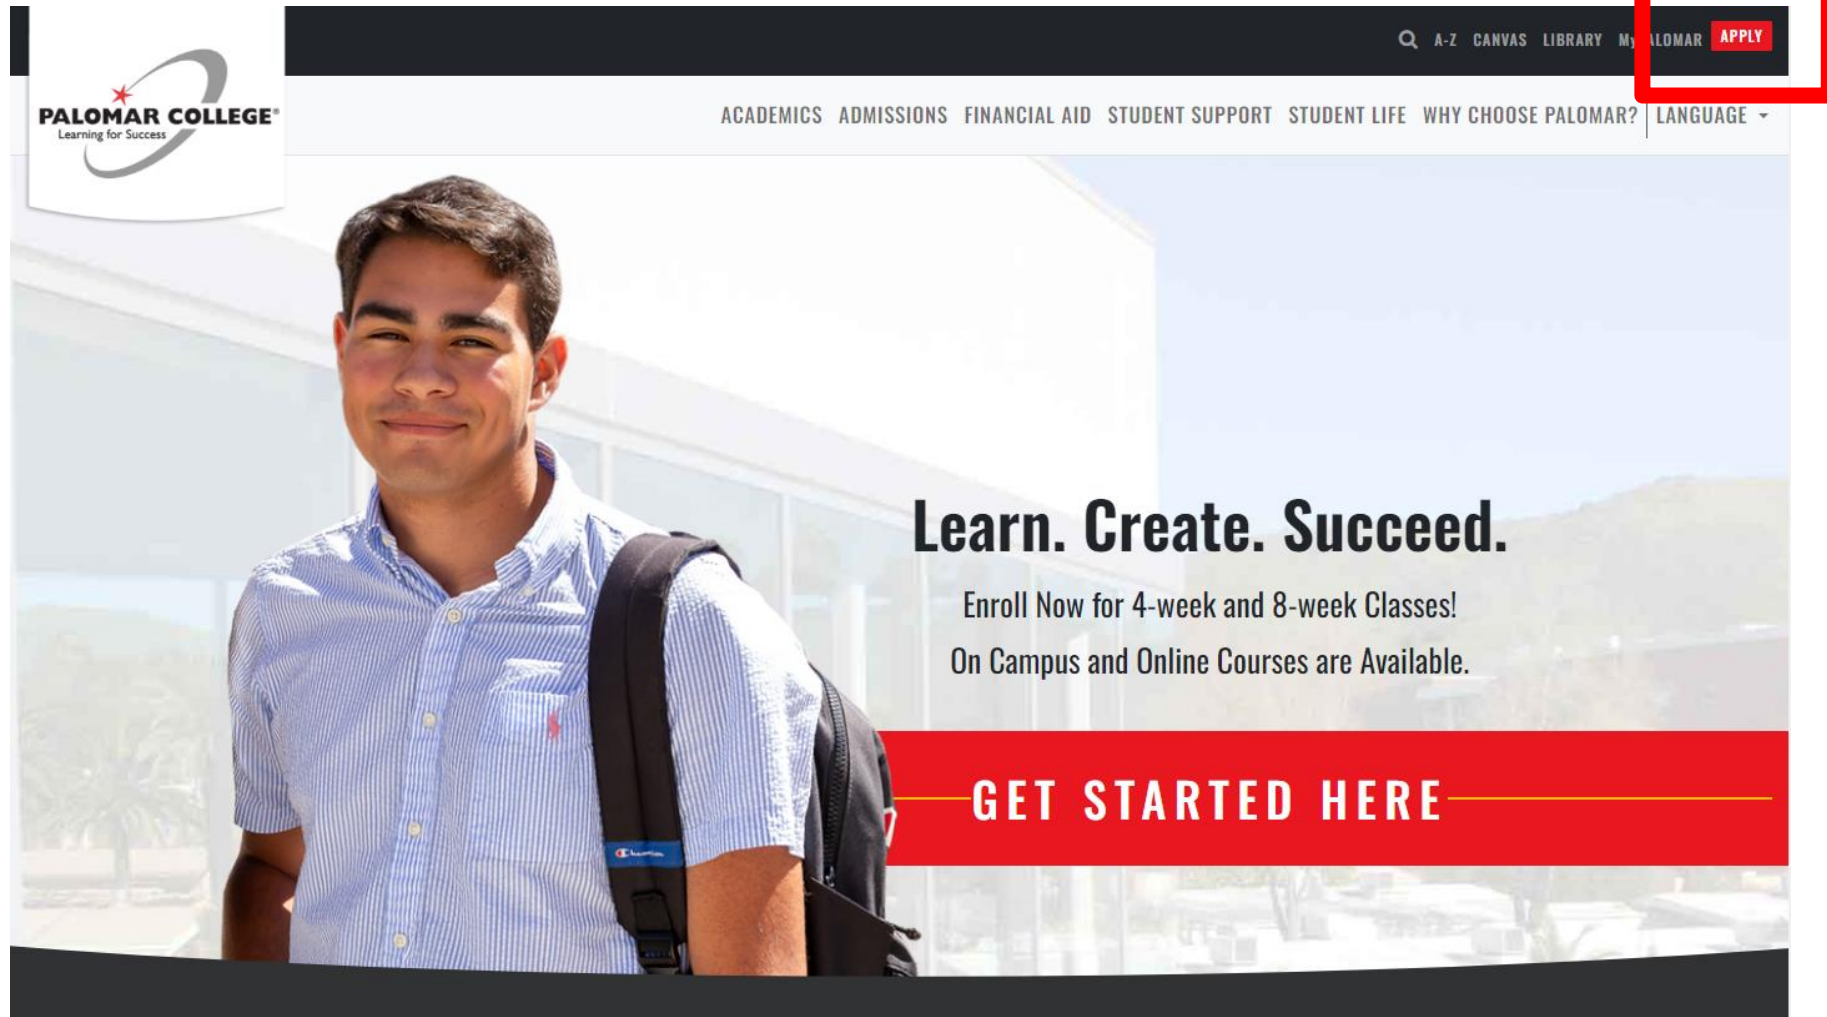 A-Z CANVAS LIBRARY MyPALOMAR APPLY
PALOMAR COLLEGE®
Learning for Success
ACADEMICS ADMISSIONS FINANCIAL AID STUDENT SUPPORT STUDENT LIFE WHY CHOOSE PALOMAR? LANGUAGE
Learn. Create. Succeed.
Enroll Now for 4-week and 8-week Classes!
On Campus and Online Courses are Available.
GET STARTED HERE
Champion